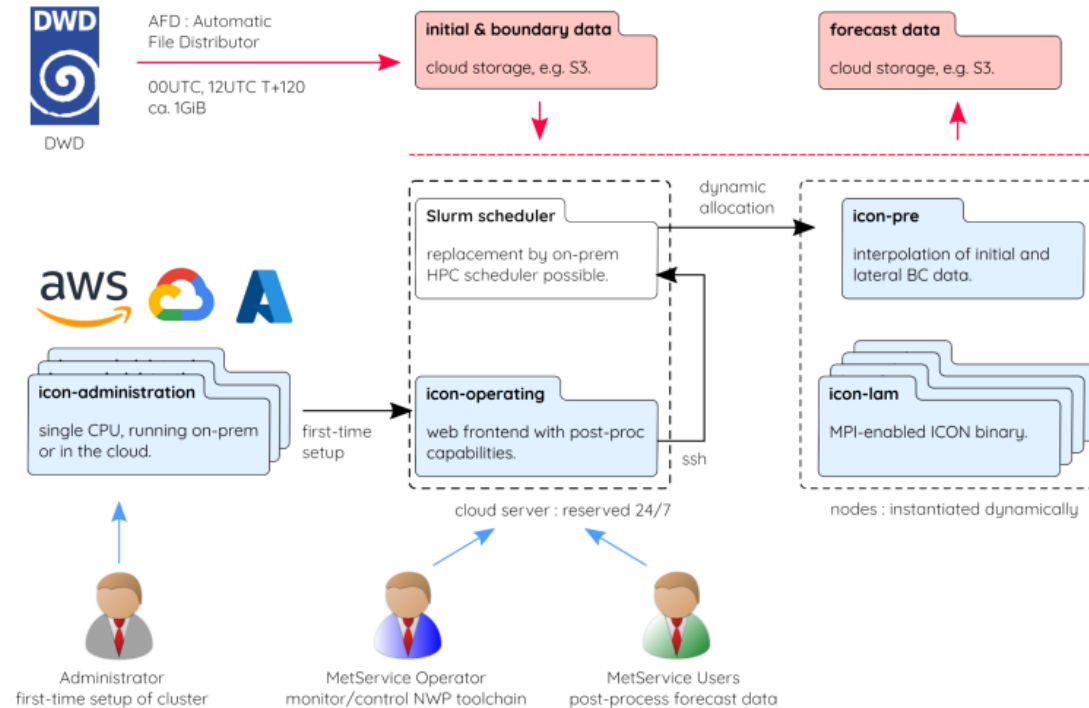 DWD
DWD
AFD : Automatic
File Distributor
00UTC, 12UTC T+120
ca. 1GiB
initial & boundary data
cloud storage, e.g. S3.
forecast data
cloud storage, e.g. S3.
Slurm scheduler
replacement by on-prem
HPC scheduler possible.
dynamic
allocation
icon-pre
interpolation of initial and
lateral BC data.
aws
icon-administration
single CPU, running on-prem
or in the cloud.
first-time
setup
icon-operating
web frontend with post-proc
capabilities.
ssh
icon-lam
MPI-enabled ICON binary.
cloud server : reserved 24/7
nodes : instantiated dynamically
Administrator
first-time setup of cluster
MetService Operator
monitor/control NWP toolchain
MetService Users
post-process forecast data